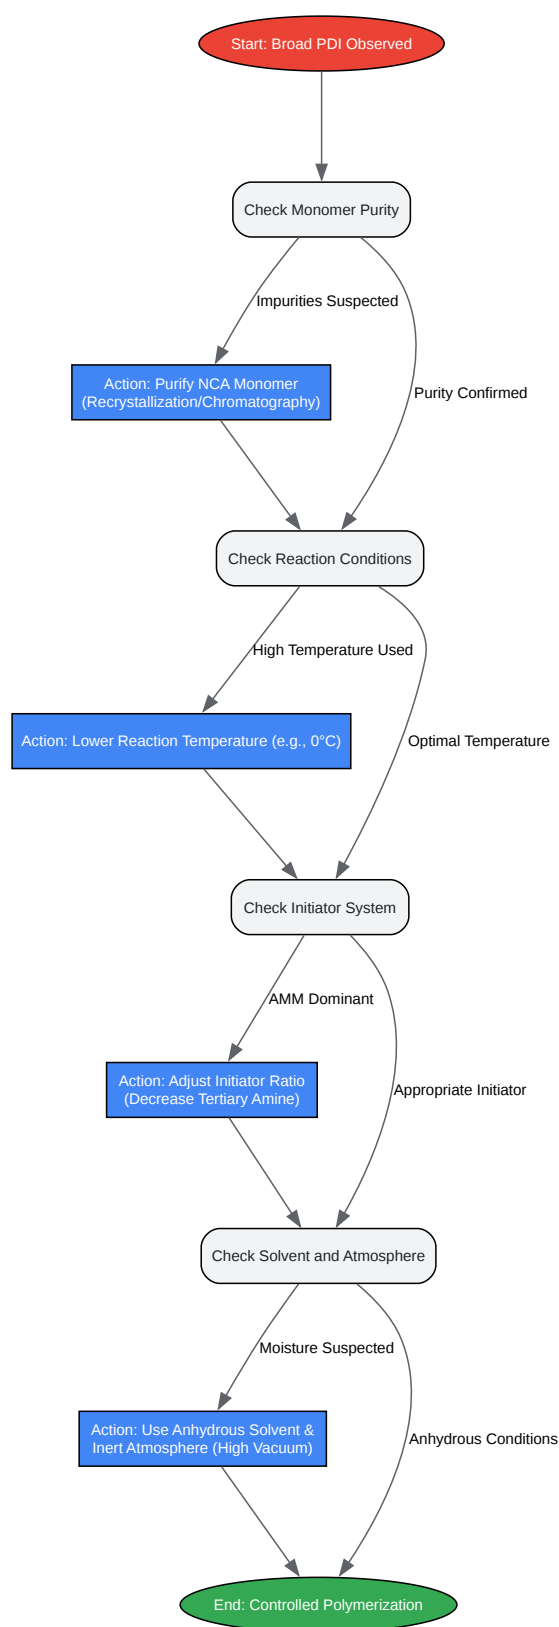 Start: Broad PDI Observed
Check Monomer Purity
Impurities Suspected
Action: Purify NCA Monomer
(Recrystallization/Chromatography)
Purity Confirmed
Check Reaction Conditions
High Temperature Used
Action: Lower Reaction Temperature (e.g., 0°C)
Optimal Temperature
Check Initiator System
AMM Dominant
Action: Adjust Initiator Ratio
(Decrease Tertiary Amine)
Appropriate Initiator
Check Solvent and Atmosphere
Moisture Suspected
Action: Use Anhydrous Solvent &
Inert Atmosphere (High Vacuum)
Anhydrous Conditions
End: Controlled Polymerization